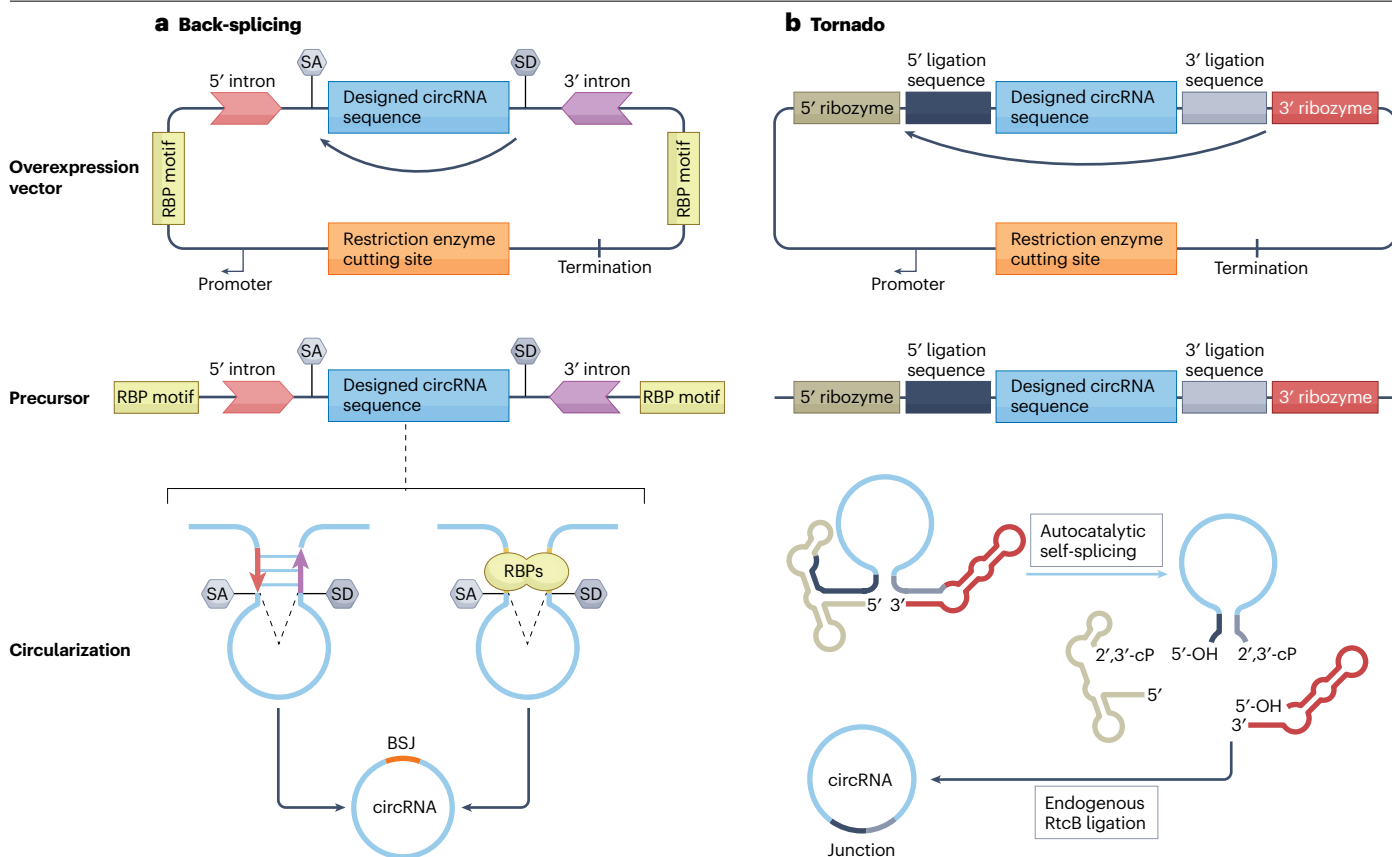 a Back-splicing
SA
SD
5′ intron
3′ intron
Designed circRNA
sequence
RBP motif
RBP motif
Overexpression
vector
Restriction enzyme
cutting site
Promoter
Termination
SA
SD
5′ intron
3′ intron
Precursor
RBP motif
Designed circRNA
sequence
RBP motif
Circularization
SA
SD
RBPs
SA
SD
BSJ
circRNA
b Tornado
5′ ligation
sequence
3′ ligation
sequence
5′ ribozyme
Designed circRNA
sequence
3′ ribozyme
Restriction enzyme
cutting site
Promoter
Termination
5′ ligation
sequence
3′ ligation
sequence
5′ ribozyme
Designed circRNA
sequence
3′ ribozyme
5′ 3′
Autocatalytic
self-splicing
2′,3′-cP
5′-OH
2′,3′-cP
5′
5′-OH
3′
circRNA
Endogenous
RtcB ligation
Junction